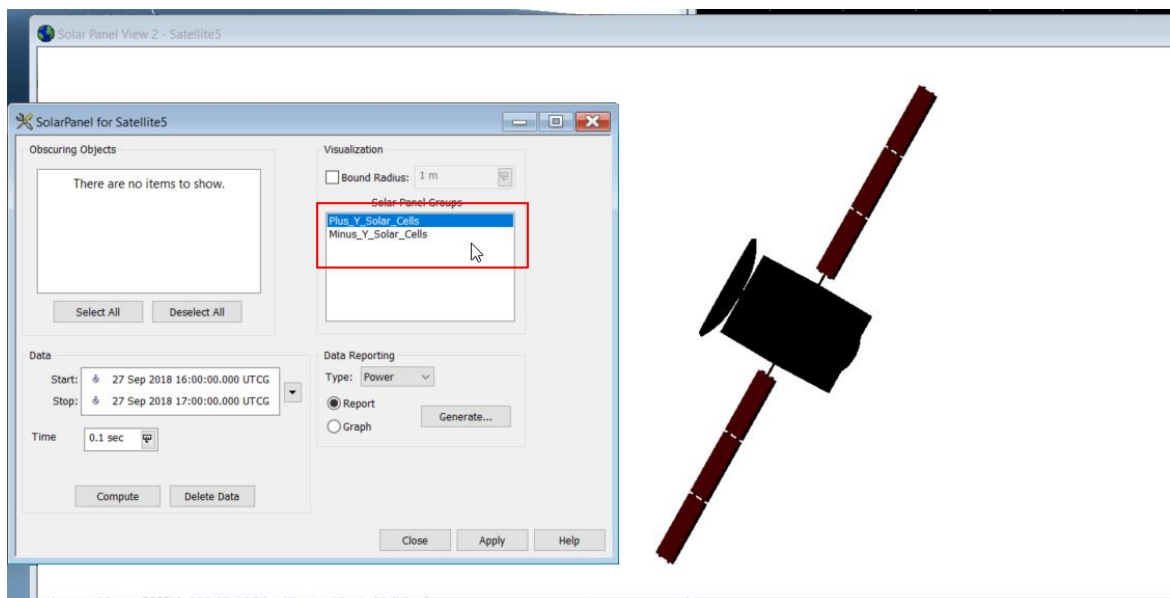 Solar Panel View 2 - Satellite5
SolarPanel for Satellite5
Obscuring Objects
There are no items to show.
Select All Deselect All
Visualization
Bound Radius: 1 m
Solar Panel Groups
Plus_Y_Solar_Cells
Minus_Y_Solar_Cells
Data
Start: 27 Sep 2018 16:00:00.000 UTCG
Stop: 27 Sep 2018 17:00:00.000 UTCG
Time 0.1 sec
Compute Delete Data
Data Reporting
Type: Power
Report
Graph
Generate...
Close Apply Help